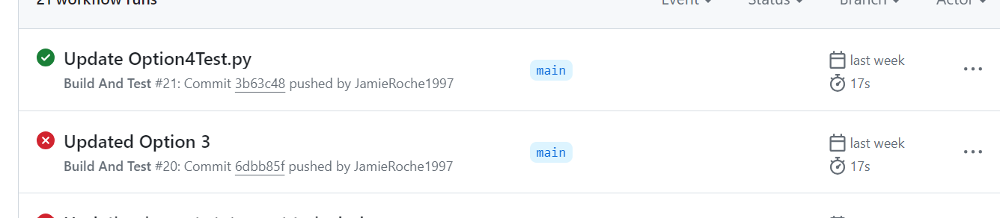 21 workflow runs
Event Status Branch Actor
Update Option4Test.py
Build And Test #21: Commit 3b63c48 pushed by JamieRoche1997
main
last week
17s
Updated Option 3
Build And Test #20: Commit 6dbb85f pushed by JamieRoche1997
main
last week
17s